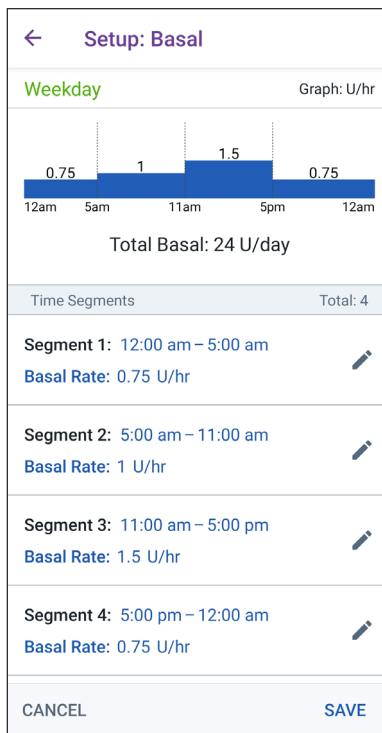 Setup: Basal
Weekday Graph: U/hr
0.75 1 1.5 0.75
12am 5am 11am 5pm 12am
Total Basal: 24 U/day
Time Segments Total: 4
Segment 1: 12:00 am – 5:00 am
Basal Rate: 0.75 U/hr
Segment 2: 5:00 am – 11:00 am
Basal Rate: 1 U/hr
Segment 3: 11:00 am – 5:00 pm
Basal Rate: 1.5 U/hr
Segment 4: 5:00 pm – 12:00 am
Basal Rate: 0.75 U/hr
CANCEL SAVE